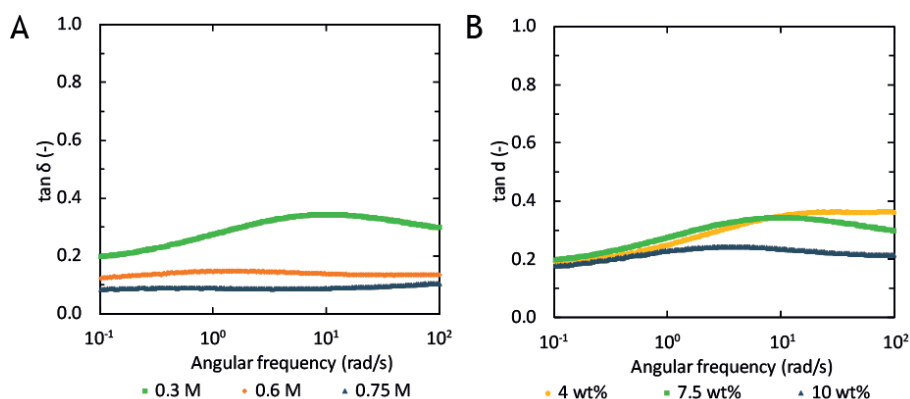 A
tan δ (-)
1.0
0.8
0.6
0.4
0.2
0.0
10⁻¹ 10⁰ 10¹ 10²
Angular frequency (rad/s)
0.3 M 0.6 M 0.75 M
B
tan d (-)
1.0
0.8
0.6
0.4
0.2
0.0
10⁻¹ 10⁰ 10¹ 10²
Angular frequency (rad/s)
4 wt% 7.5 wt% 10 wt%